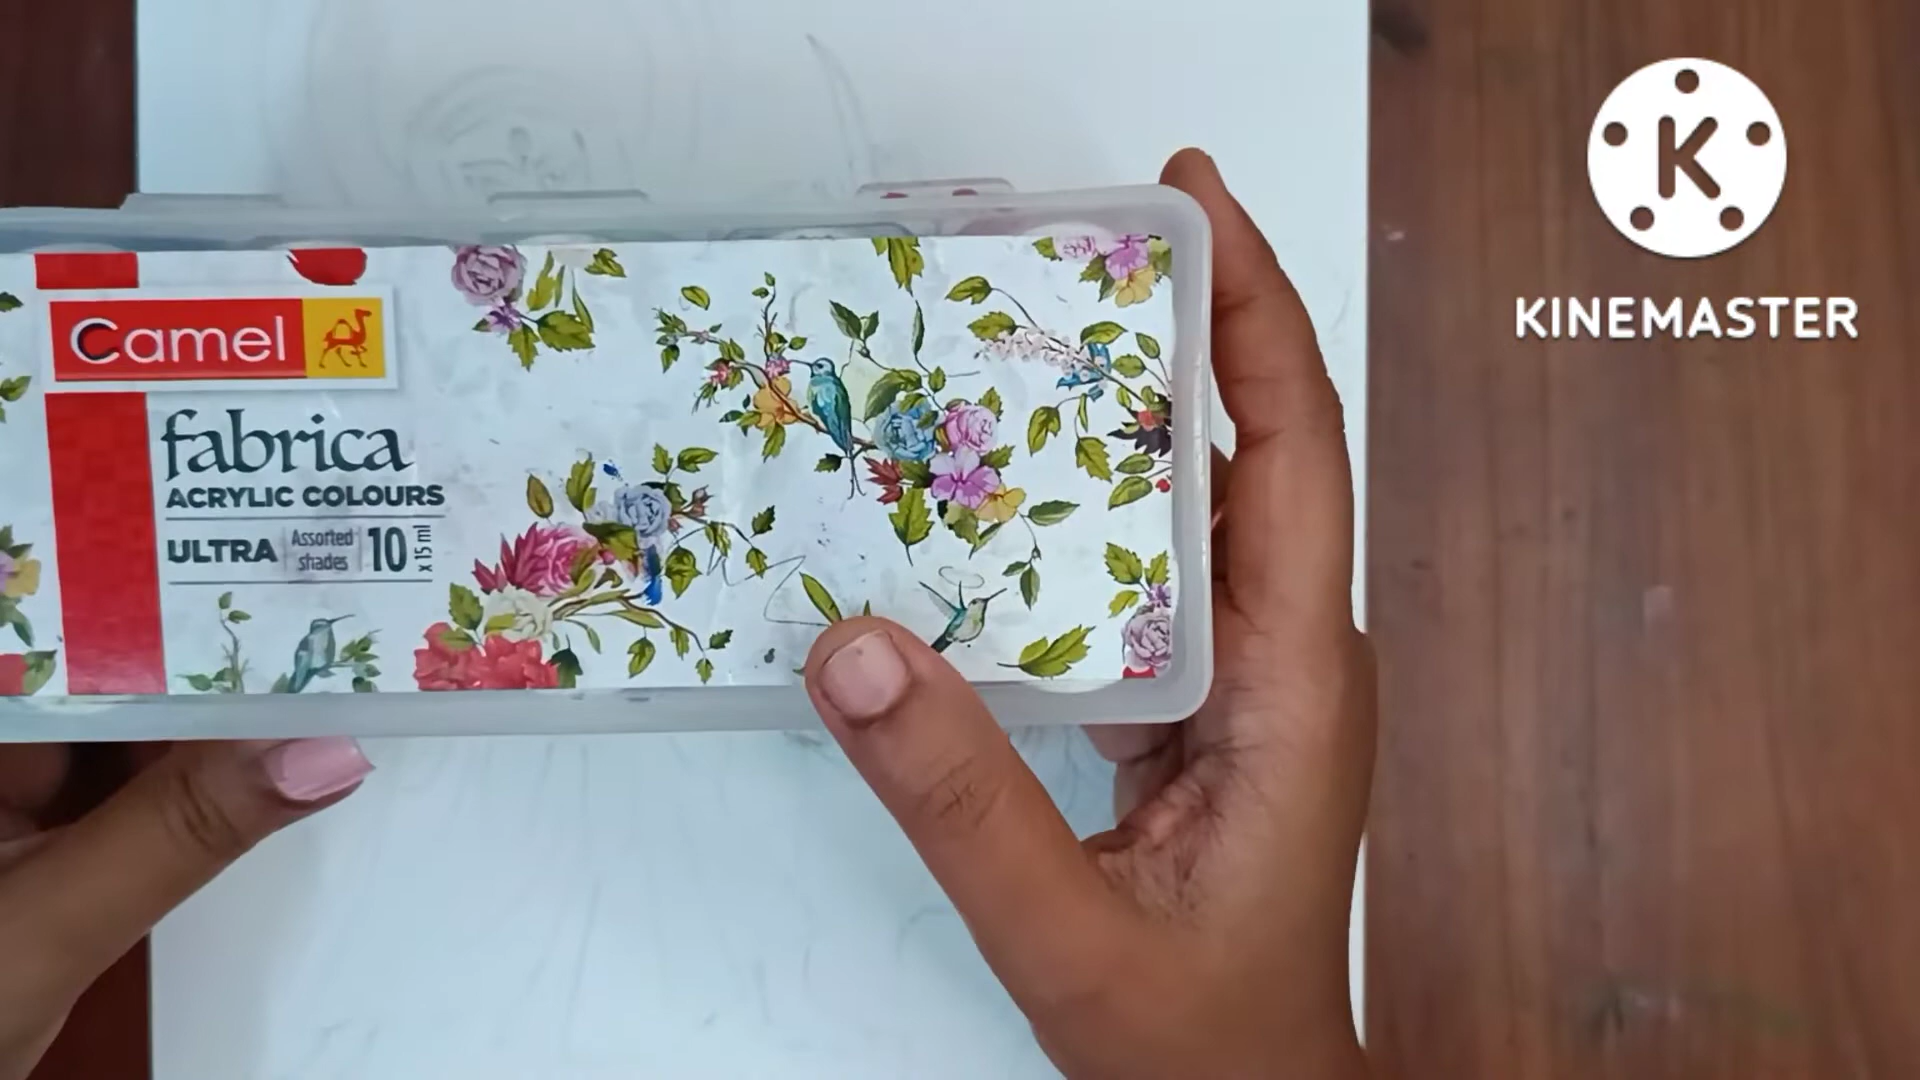 Camel
fabrica
ACRYLIC COLOURS
ULTRA Assorted shades 10 x 15 ml
K
KINEMASTER